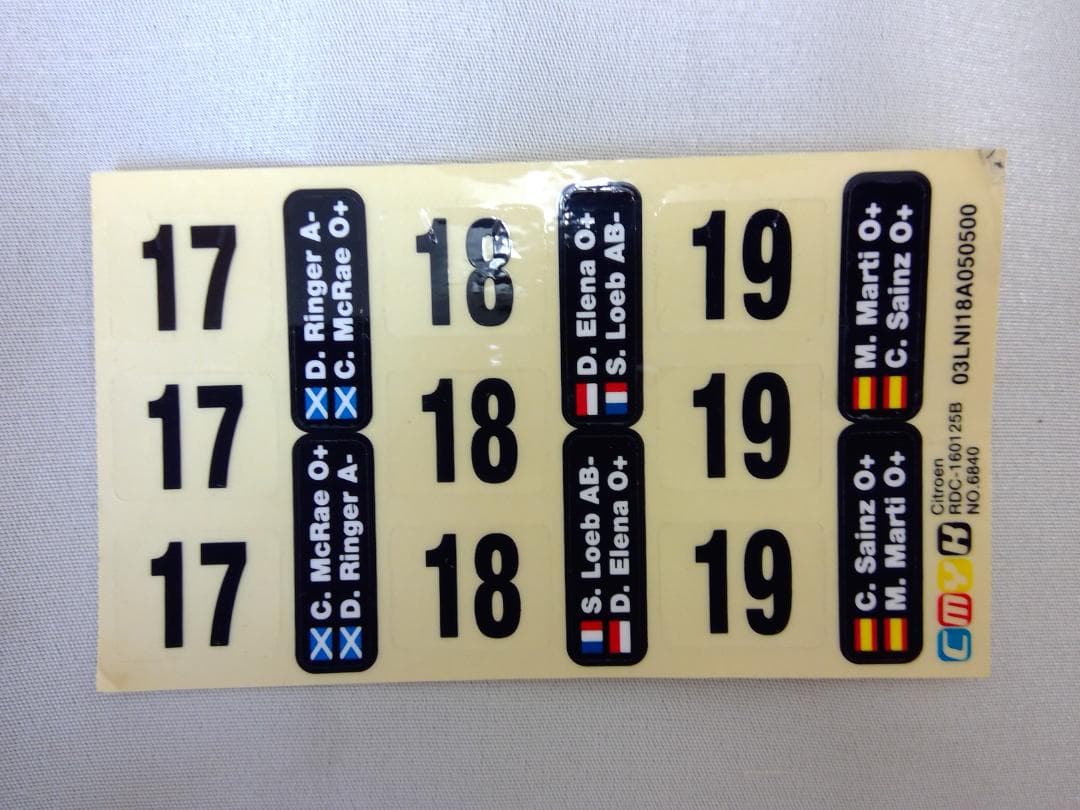 17
17
17
D. Ringer A-
C. McRae O+
C. McRae O+
D. Ringer A-
18
18
18
D. Elena O+
S. Loeb AB-
S. Loeb AB-
D. Elena O+
19
19
19
M. Marti O+
C. Sainz O+
C. Sainz O+
M. Marti O+
CMYK
Citroen
RDC-160125B
NO.6840
03LNI18A050500